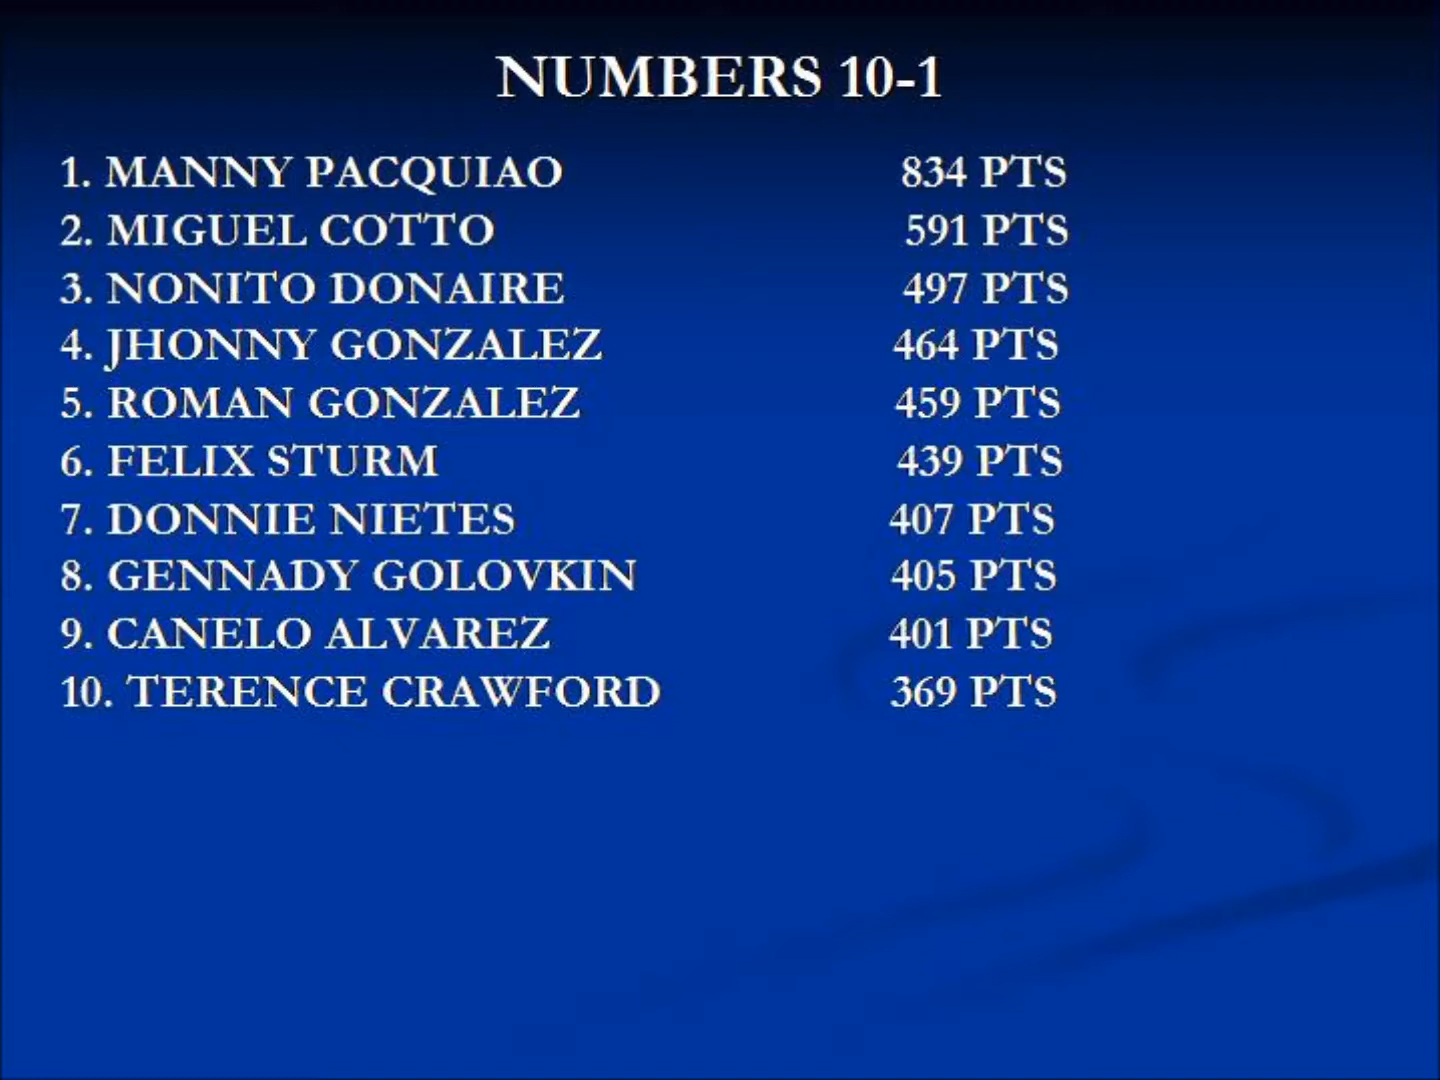 NUMBERS 10-1
1. MANNY PACQUIAO 834 PTS
2. MIGUEL COTTO 591 PTS
3. NONITO DONAIRE 497 PTS
4. JHONNY GONZALEZ 464 PTS
5. ROMAN GONZALEZ 459 PTS
6. FELIX STURM 439 PTS
7. DONNIE NIETES 407 PTS
8. GENNADY GOLOVKIN 405 PTS
9. CANELO ALVAREZ 401 PTS
10. TERENCE CRAWFORD 369 PTS